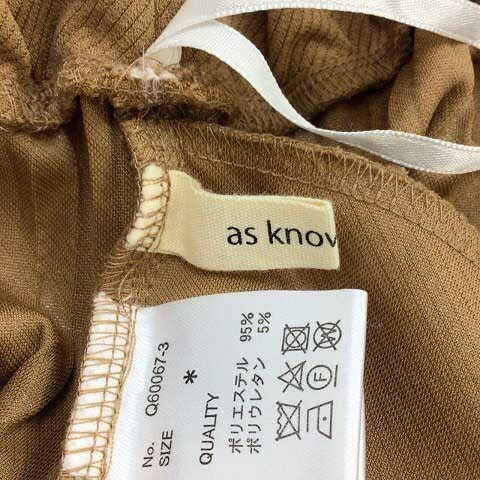 as know
No. Q60067-3
SIZE *
QUALITY
ポリエステル 95%
ポリウレタン 5%
F